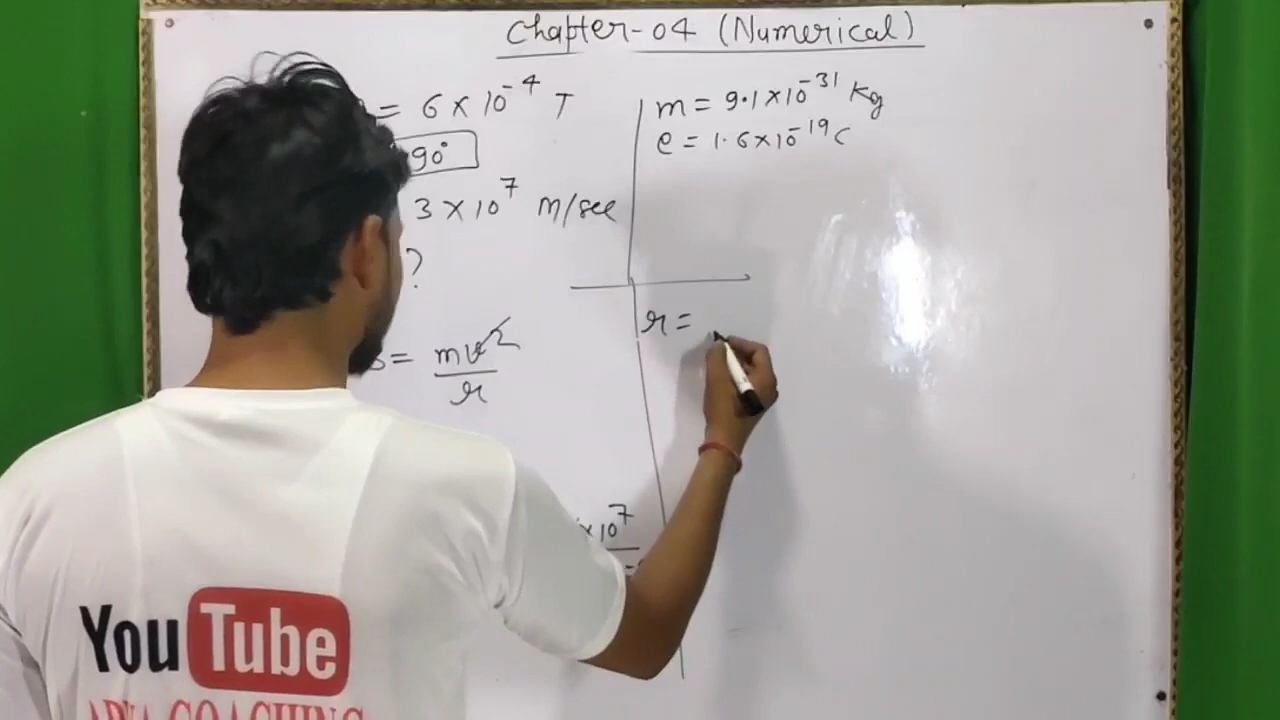 Chapter-04 (Numerical)
= 6 × 10⁻⁴ T
90°
3 × 10⁷ m/sec
?
= mv²/r
×10⁷
m = 9.1×10⁻³¹ Kg
e = 1.6×10⁻¹⁹ C
r =
YouTube